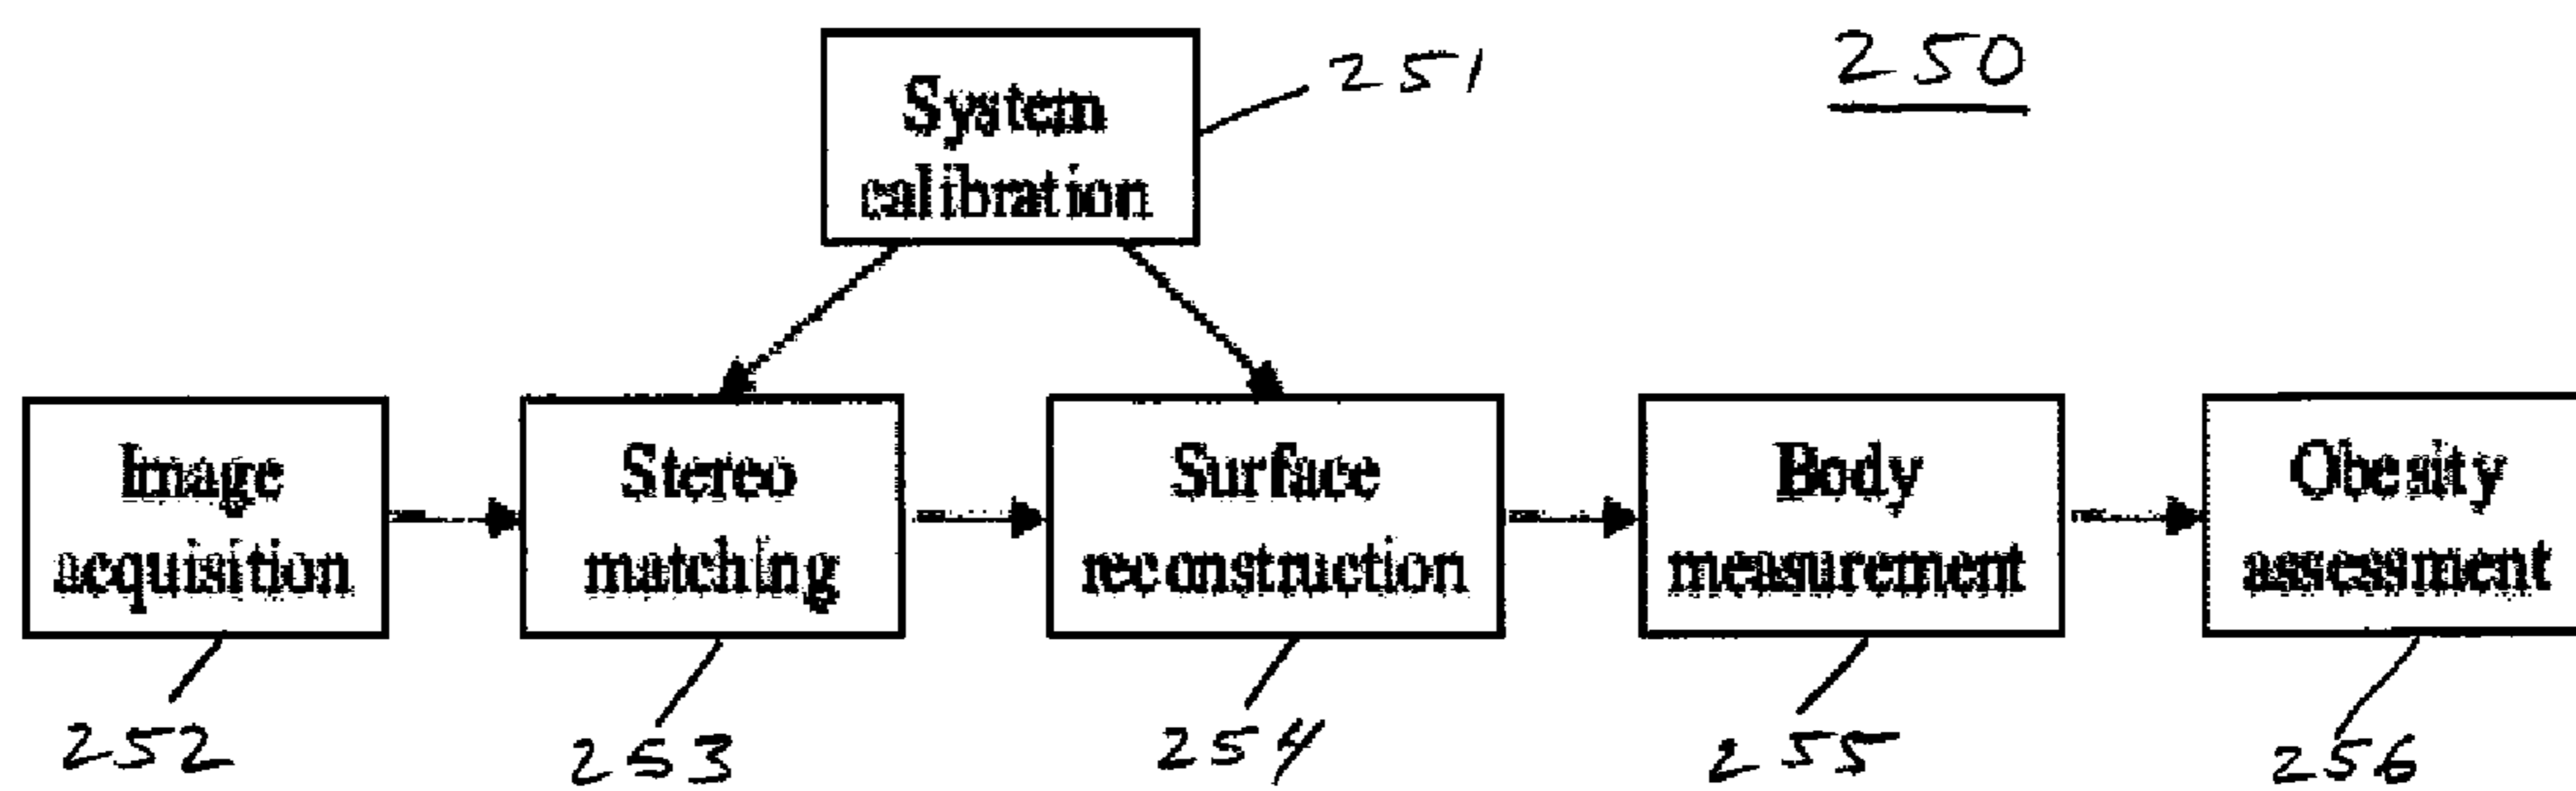 250
System
calibration
251
Image
acquisition
Stereo
matching
Surface
reconstruction
Body
measurement
Obesity
assessment
252
253
254
255
256